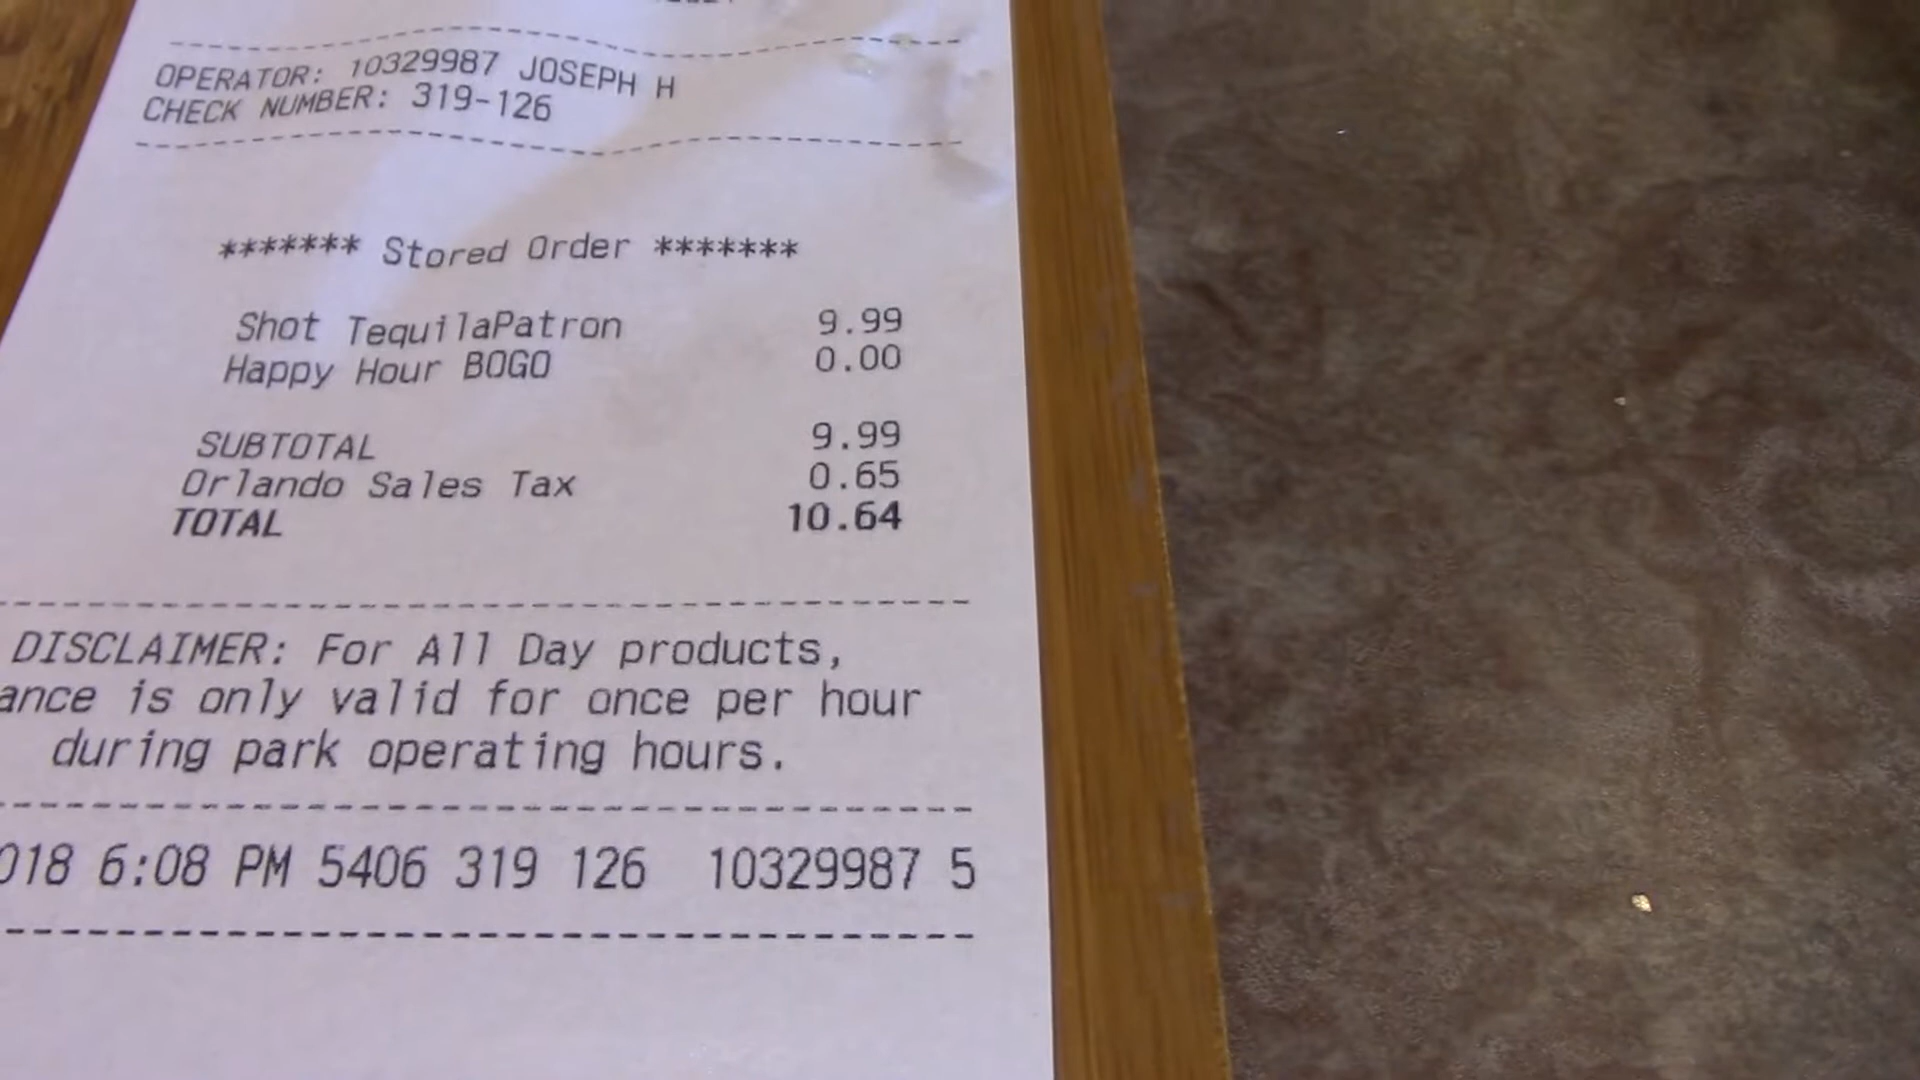 OPERATOR: 10329987 JOSEPH H
CHECK NUMBER: 319-126
******* Stored Order *******
Shot TequilaPatron 9.99
Happy Hour BOGO 0.00
SUBTOTAL 9.99
Orlando Sales Tax 0.65
TOTAL 10.64
DISCLAIMER: For All Day products,
ance is only valid for once per hour
during park operating hours.
018 6:08 PM 5406 319 126 10329987 5